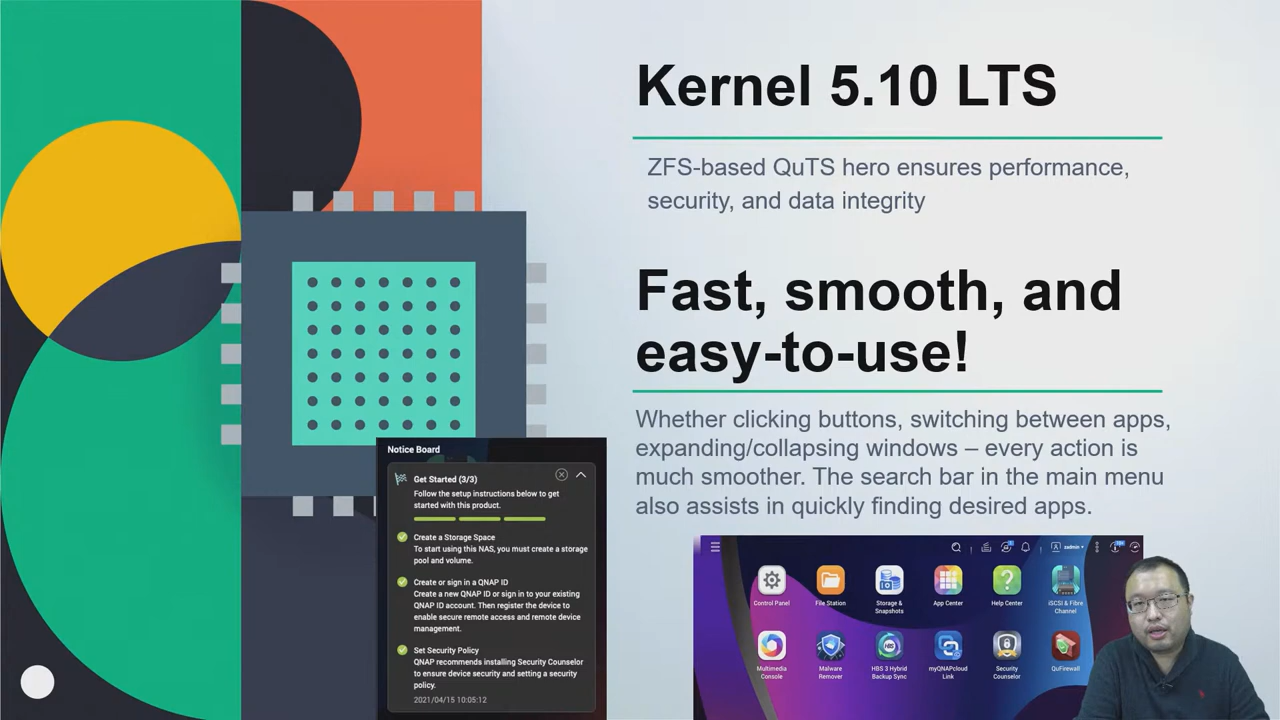 Kernel 5.10 LTS
ZFS-based QuTS hero ensures performance,
security, and data integrity
Fast, smooth, and
easy-to-use!
Whether clicking buttons, switching between apps,
expanding/collapsing windows – every action is
much smoother. The search bar in the main menu
also assists in quickly finding desired apps.
Notice Board
Get Started (3/3)
Follow the setup instructions below to get
started with this product.
Create a Storage Space
To start using this NAS, you must create a storage
pool and volume.
Create or sign in a QNAP ID
Create a new QNAP ID or sign in to your existing
QNAP ID account. Then register the device to
enable secure remote access and remote device
management.
Set Security Policy
QNAP recommends installing Security Counselor
to ensure device security and setting a security
policy.
2021/04/15 10:05:12
zadmin
Control Panel
File Station
Storage &
Snapshots
App Center
Help Center
iSCSI & Fibre
Channel
Multimedia
Console
Malware
Remover
HBS
HBS 3 Hybrid
Backup Sync
myQNAPcloud
Link
Security
Counselor
QuFirewall